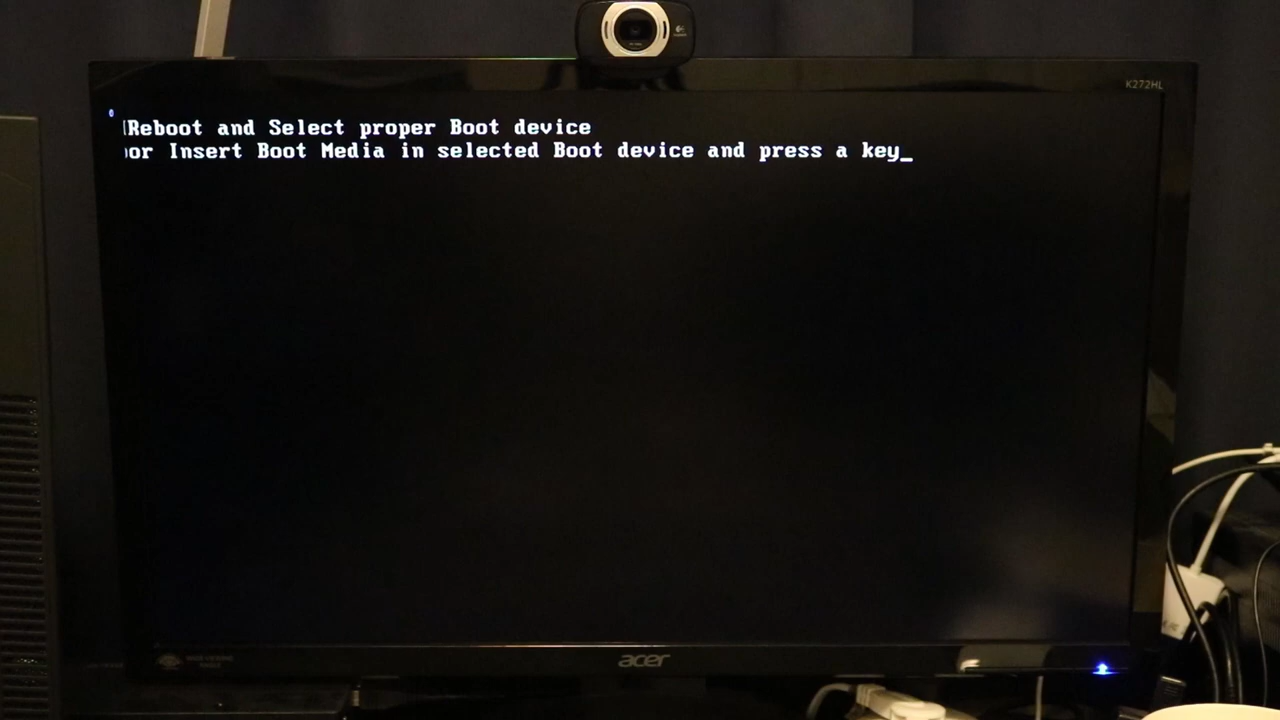 K272HL
Reboot and Select proper Boot device
or Insert Boot Media in selected Boot device and press a key_
acer